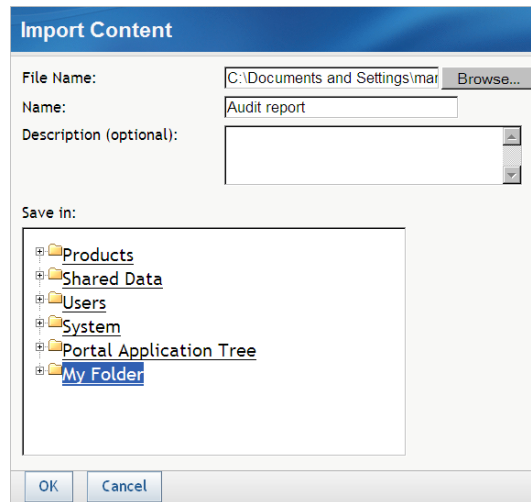 Import Content
File Name: C:\Documents and Settings\mar Browse...
Name: Audit report
Description (optional):
Save in:
Products
Shared Data
Users
System
Portal Application Tree
My Folder
OK Cancel